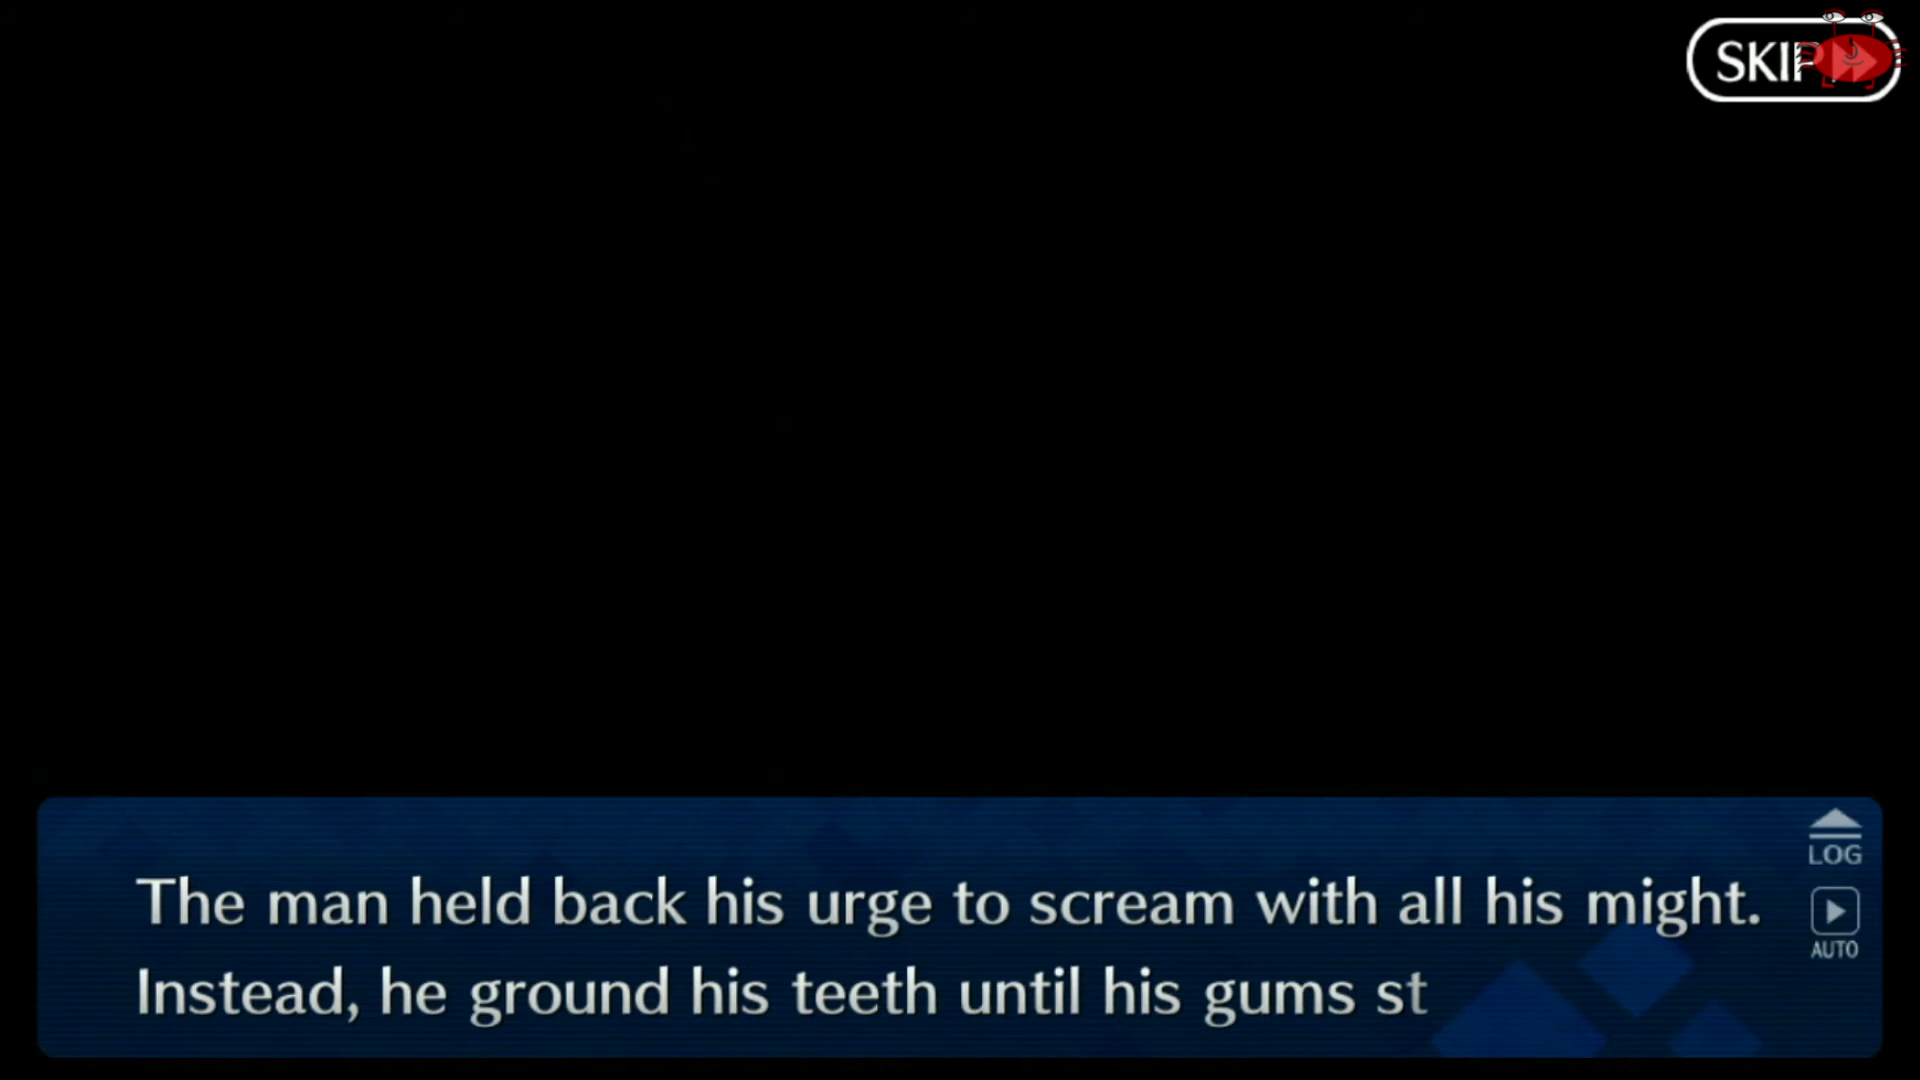 SKIP
LOG
The man held back his urge to scream with all his might.
AUTO
Instead, he ground his teeth until his gums st